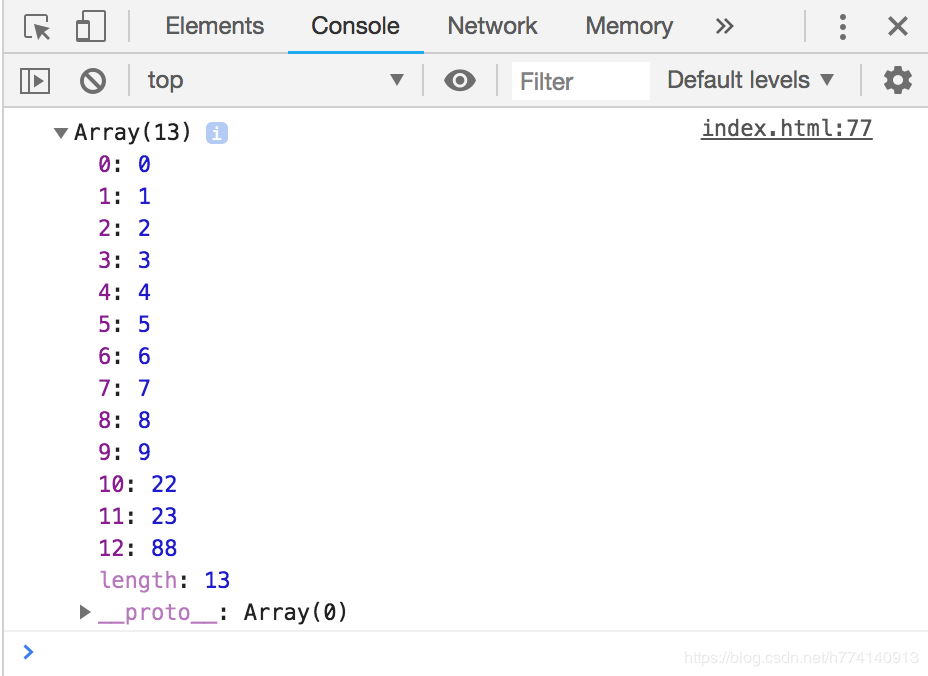 Elements Console Network Memory »
top Filter Default levels
Array(13) i index.html:77
0: 0
1: 1
2: 2
3: 3
4: 4
5: 5
6: 6
7: 7
8: 8
9: 9
10: 22
11: 23
12: 88
length: 13
__proto__: Array(0)
https://blog.csdn.net/h774140913